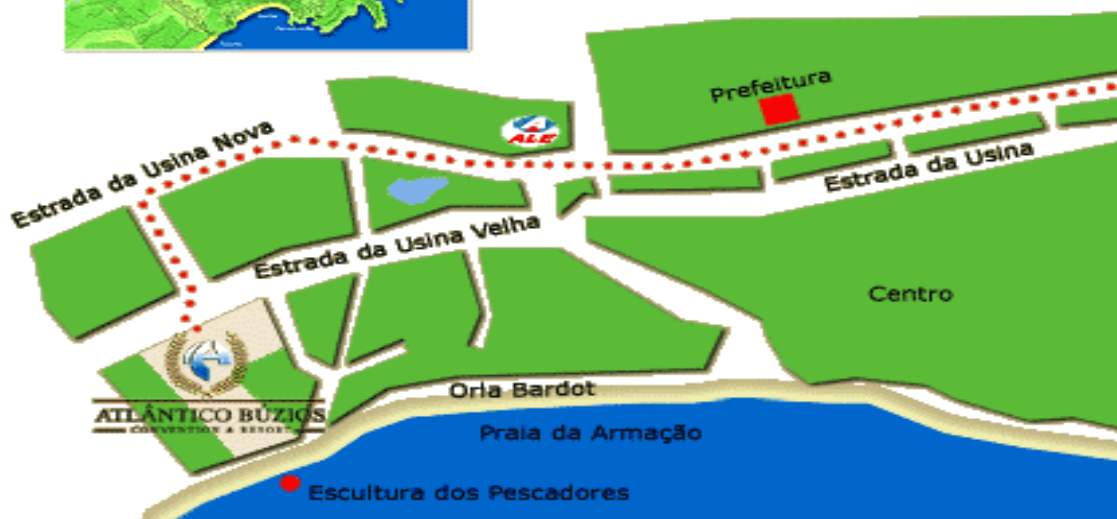 Prefeitura
ALE
Estrada da Usina Nova
Estrada da Usina
Estrada da Usina Velha
Centro
Orla Bardot
ATLÂNTICO BÚZIOS
CONVENTION & RESORT
Praia da Armação
Escultura dos Pescadores